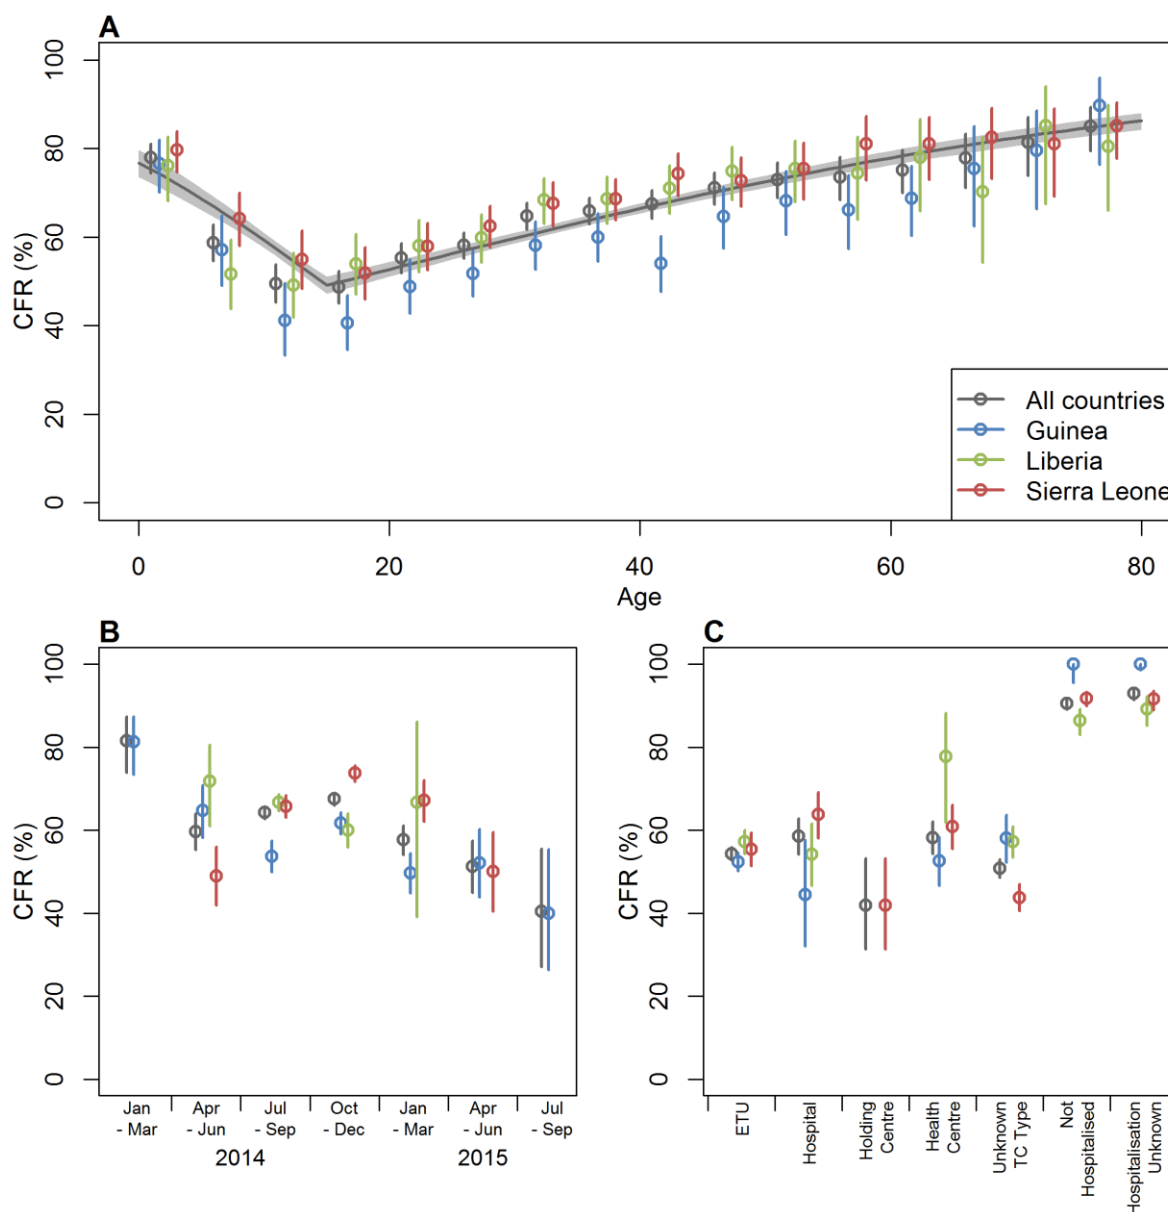 A
CFR (%)
100
80
60
40
20
0
All countries
Guinea
Liberia
Sierra Leone
0 20 40 60 80
Age
B
CFR (%)
100
80
60
40
20
0
Jan Apr Jul Oct Jan Apr Jul
- Mar - Jun - Sep - Dec - Mar - Jun - Sep
2014 2015
C
CFR (%)
100
80
60
40
20
0
ETU
Hospital
Holding
Centre
Health
Centre
Unknown
TC Type
Not
Hospitalised
Hospitalisation
Unknown